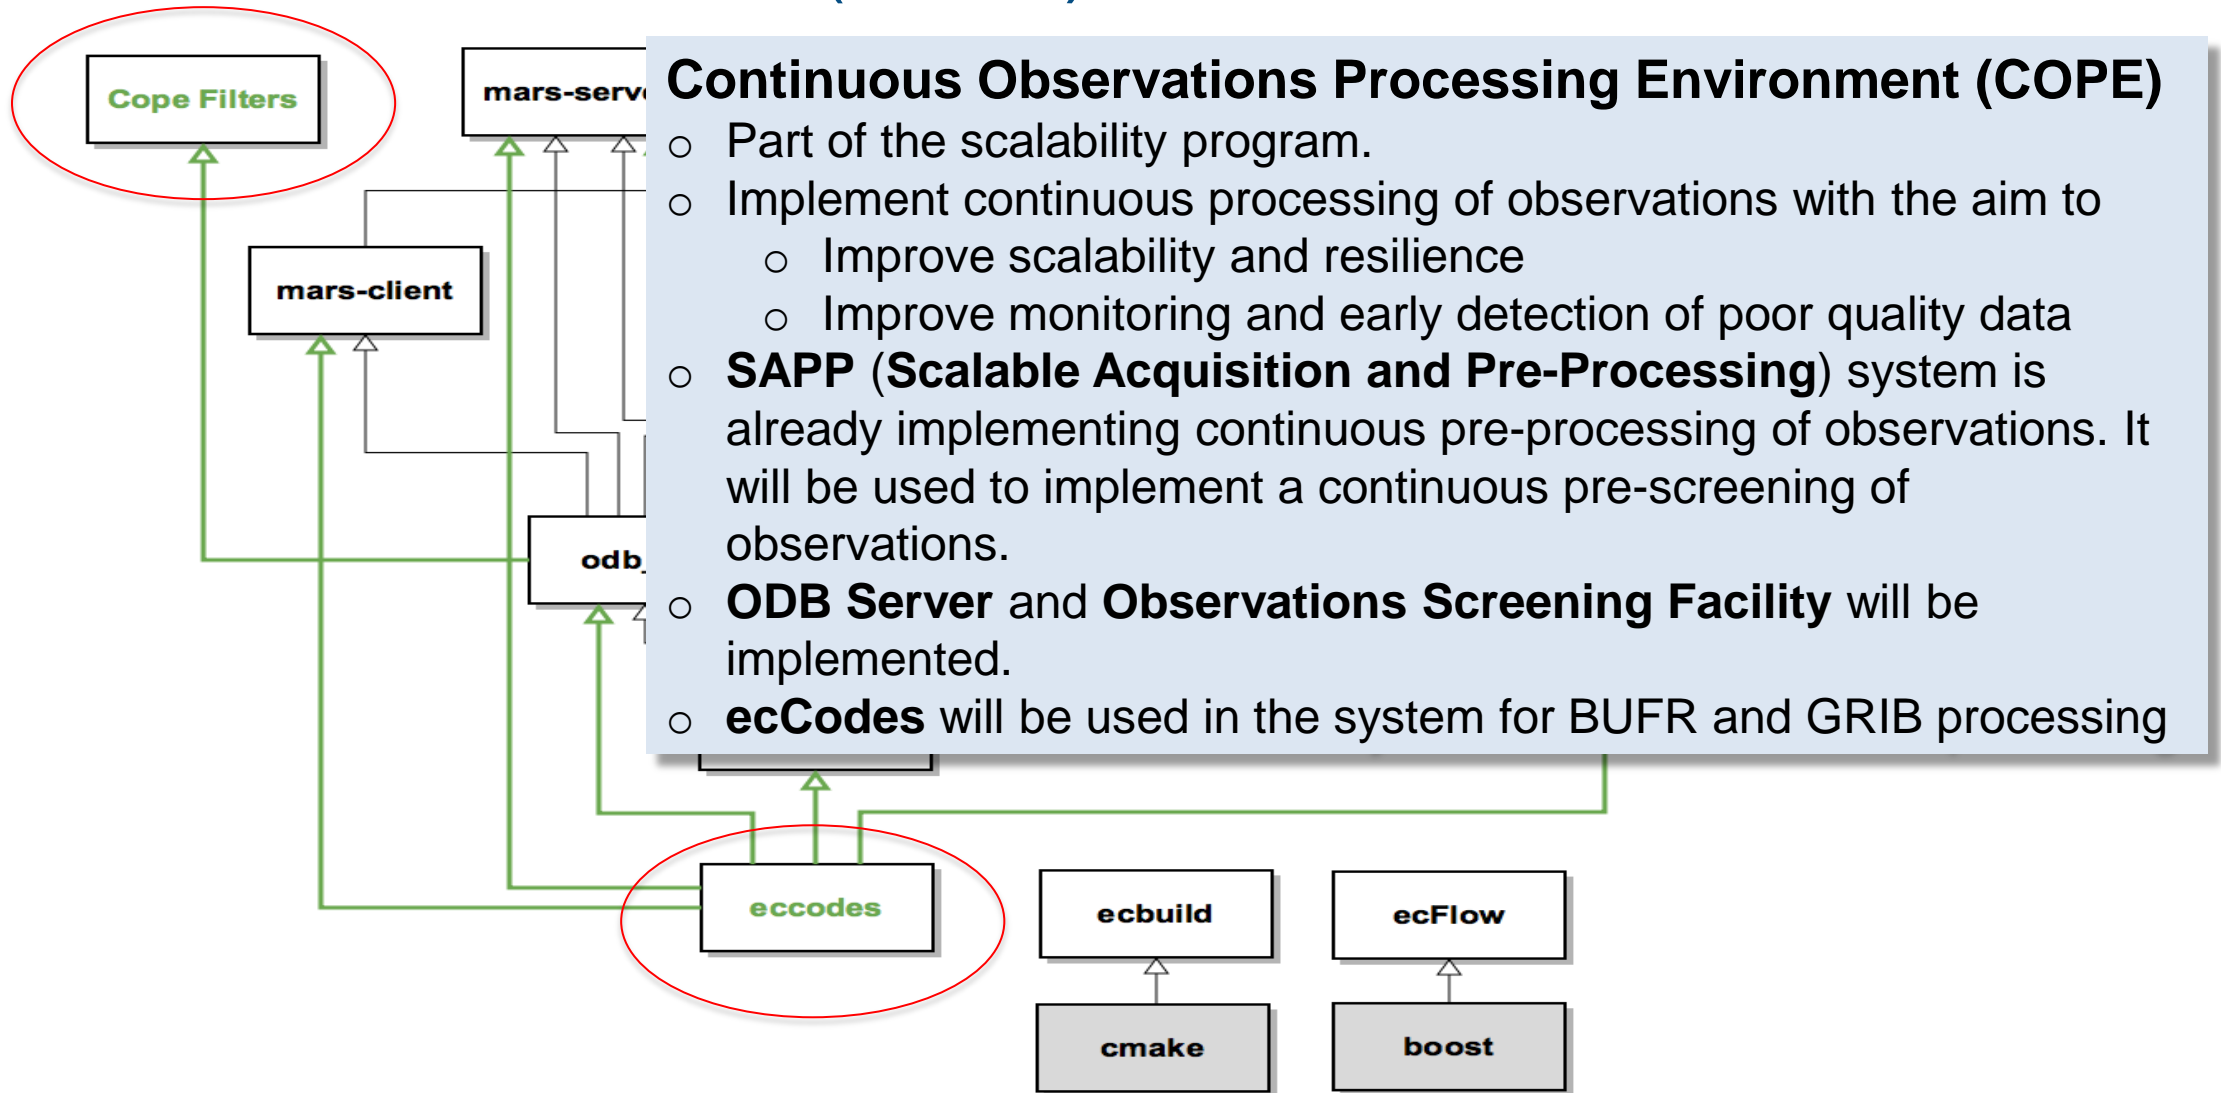 Cope Filters
mars-serve
Continuous Observations Processing Environment (COPE)
○ Part of the scalability program.
○ Implement continuous processing of observations with the aim to
○ Improve scalability and resilience
○ Improve monitoring and early detection of poor quality data
○ SAPP (Scalable Acquisition and Pre-Processing) system is
already implementing continuous pre-processing of observations. It
will be used to implement a continuous pre-screening of
observations.
○ ODB Server and Observations Screening Facility will be
implemented.
○ ecCodes will be used in the system for BUFR and GRIB processing
mars-client
odb_
eccodes
ecbuild
ecFlow
cmake
boost